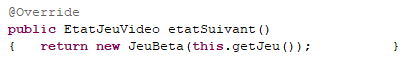 @Override
public EtatJeuVideo etatSuivant()
{   return new JeuBeta(this.getJeu());          }